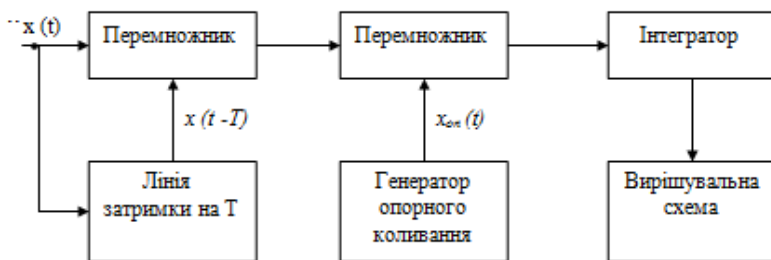 x (t)
Перемножник
Перемножник
Інтегратор
x (t -T)
xоп (t)
Лінія
затримки на T
Генератор
опорного
коливання
Вирішувальна
схема